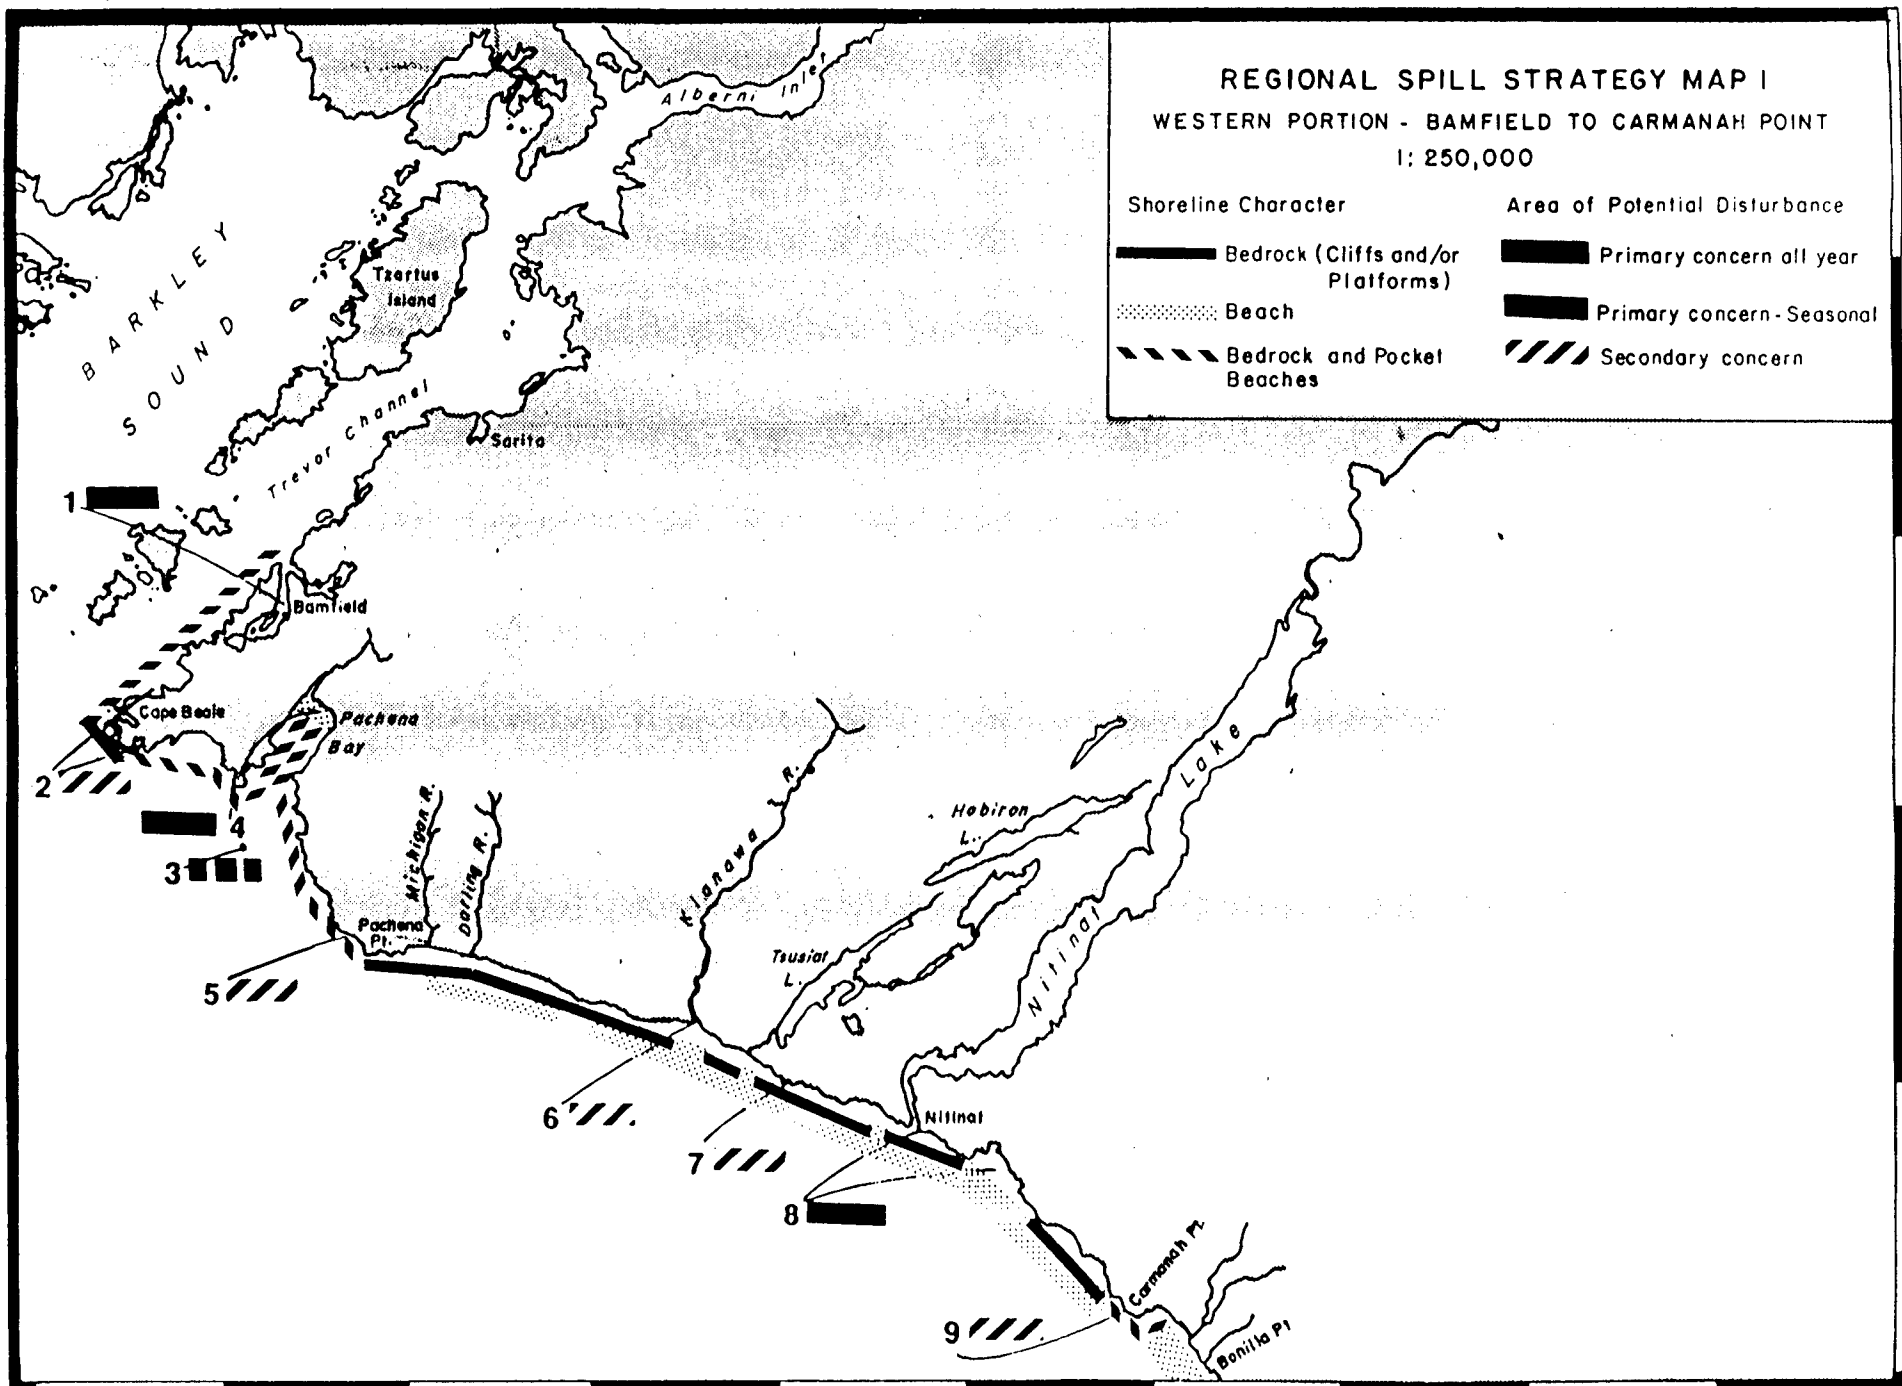 REGIONAL SPILL STRATEGY MAP I
WESTERN PORTION - BAMFIELD TO CARMANAH POINT
1: 250,000
Shoreline Character
Bedrock (Cliffs and/or
Platforms)
Beach
Bedrock and Pocket
Beaches
Area of Potential Disturbance
Primary concern all year
Primary concern - Seasonal
Secondary concern
Alberni Inlet
BARKLEY
SOUND
Tzartus
Island
Trevor Channel
Sarita
1
Bamfield
Cape Beale
Pachena
Bay
2
4
3
Michigan R.
Darling R.
Klanawa R.
Hobiton
L.
Nitinat Lake
Pachena
Pt.
Tsusiat
L.
5
6
Nitinat
7
8
Carmanah Pt.
9
Bonilla Pt